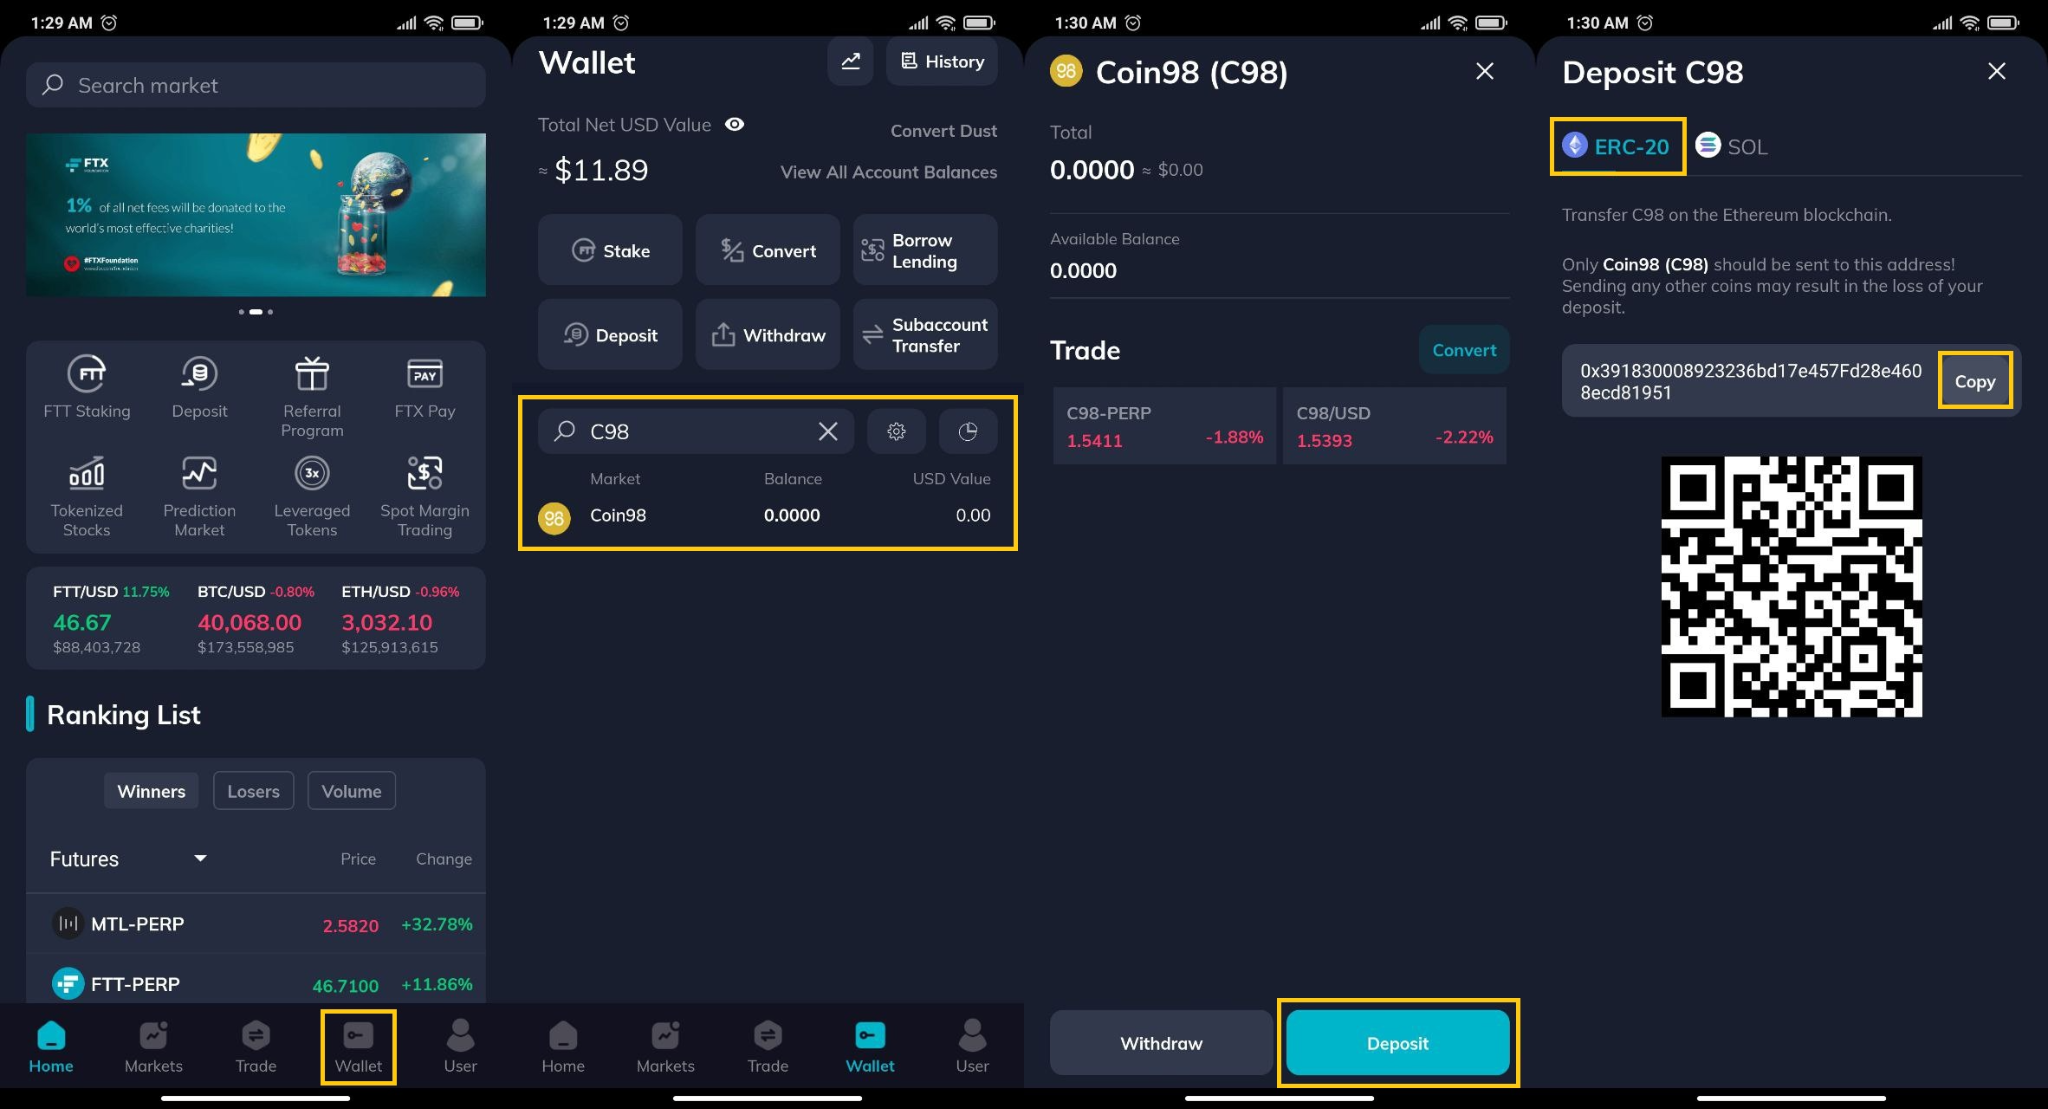 1:29 AM
Search market
FTX
1% of all net fees will be donated to the
world's most effective charities!
#FTXFoundation
FTT Staking
Deposit
Referral
Program
PAY
FTX Pay
Tokenized
Stocks
Prediction
Market
3x
Leveraged
Tokens
Spot Margin
Trading
FTT/USD 11.75%
46.67
$88,403,728
BTC/USD -0.80%
40,068.00
$173,558,985
ETH/USD -0.96%
3,032.10
$125,913,615
Ranking List
Winners
Losers
Volume
Futures
Price
Change
MTL-PERP 2.5820 +32.78%
FTT-PERP 46.7100 +11.86%
Home
Markets
Trade
Wallet
User
1:29 AM
Wallet
History
Total Net USD Value
Convert Dust
≈ $11.89
View All Account Balances
Stake
Convert
Borrow
Lending
Deposit
Withdraw
Subaccount
Transfer
C98
Market Balance USD Value
98 Coin98 0.0000 0.00
Home
Markets
Trade
Wallet
User
1:30 AM
98 Coin98 (C98)
Total
0.0000 ≈ $0.00
Available Balance
0.0000
Trade
Convert
C98-PERP
1.5411 -1.88%
C98/USD
1.5393 -2.22%
Withdraw
Deposit
1:30 AM
Deposit C98
ERC-20
SOL
Transfer C98 on the Ethereum blockchain.
Only Coin98 (C98) should be sent to this address!
Sending any other coins may result in the loss of your
deposit.
0x391830008923236bd17e457Fd28e460
8ecd81951
Copy